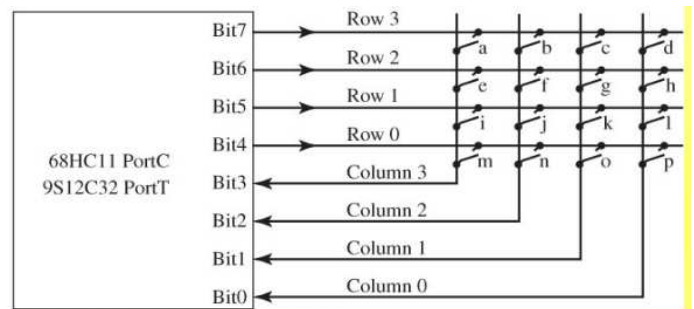 Bit7 Row 3
a b c d
Bit6 Row 2
e f g h
Bit5 Row 1
i j k l
Bit4 Row 0
68HC11 PortC
m n o p
9S12C32 PortT
Bit3 Column 3
Bit2 Column 2
Bit1 Column 1
Bit0 Column 0